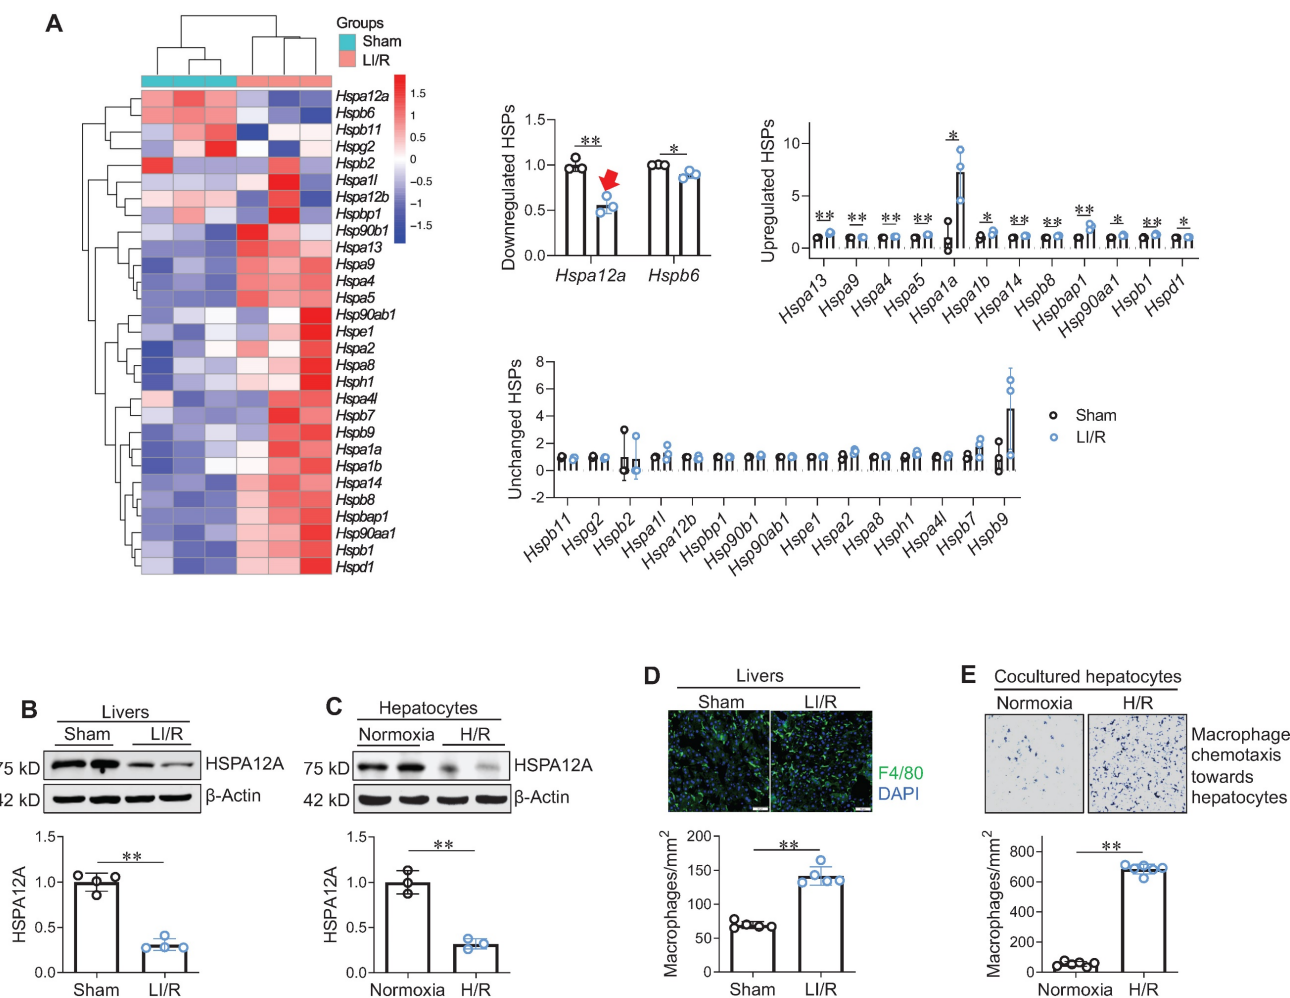 A
Groups
Sham
LI/R
1.5
1
0.5
0
−0.5
−1
−1.5
Hspa12a
Hspb6
Hspb11
Hspg2
Hspb2
Hspa1l
Hspa12b
Hspbp1
Hsp90b1
Hspa13
Hspa9
Hspa4
Hspa5
Hsp90ab1
Hspe1
Hspa2
Hspa8
Hsph1
Hspa4l
Hspb7
Hspb9
Hspa1a
Hspa1b
Hspa14
Hspb8
Hspbap1
Hsp90aa1
Hspb1
Hspd1
Downregulated HSPs
1.5
1.0
0.5
0.0
** *
Hspa12a Hspb6
Upregulated HSPs
10
5
0
** ** ** ** * * ** ** ** * ** *
Hspa13 Hspa9 Hspa4 Hspa5 Hspa1a Hspa1b Hspa14 Hspb8 Hspbap1 Hsp90aa1 Hspb1 Hspd1
Unchanged HSPs
8
6
4
2
0
-2
Hspb11 Hspg2 Hspb2 Hspa1l Hspa12b Hspbp1 Hsp90b1 Hsp90ab1 Hspe1 Hspa2 Hspa8 Hsph1 Hspa4l Hspb7 Hspb9
Sham
LI/R
B
Livers
Sham LI/R
75 kD HSPA12A
42 kD β-Actin
HSPA12A
1.5
1.0
0.5
0.0
**
Sham LI/R
C
Hepatocytes
Normoxia H/R
75 kD HSPA12A
42 kD β-Actin
HSPA12A
1.5
1.0
0.5
0.0
**
Normoxia H/R
D
Livers
Sham LI/R
F4/80
DAPI
Macrophages/mm2
200
150
100
50
0
**
Sham LI/R
E
Cocultured hepatocytes
Normoxia H/R
Macrophage
chemotaxis
towards
hepatocytes
Macrophages/mm2
800
600
400
200
0
**
Normoxia H/R